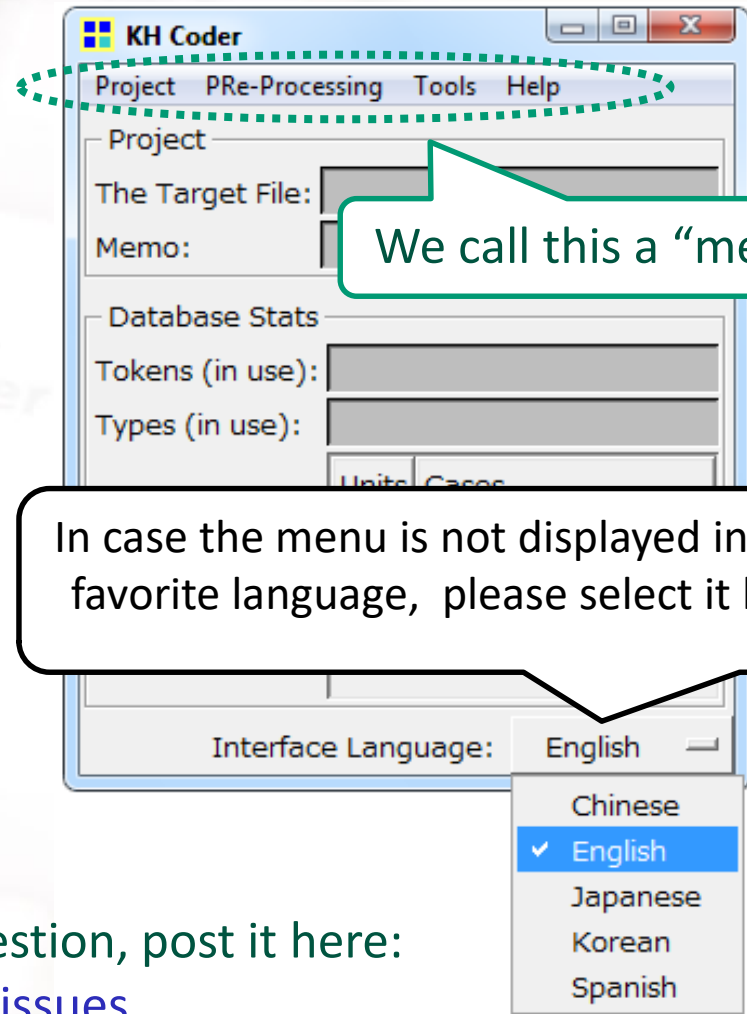 KH Coder
Project PRe-Processing Tools Help
Project
The Target File:
Memo:
We call this a “me
Database Stats
Tokens (in use):
Types (in use):
Units Cases
In case the menu is not displayed in
favorite language, please select it
Interface Language: English
Chinese
✓ English
Japanese
Korean
Spanish
estion, post it here:
issues